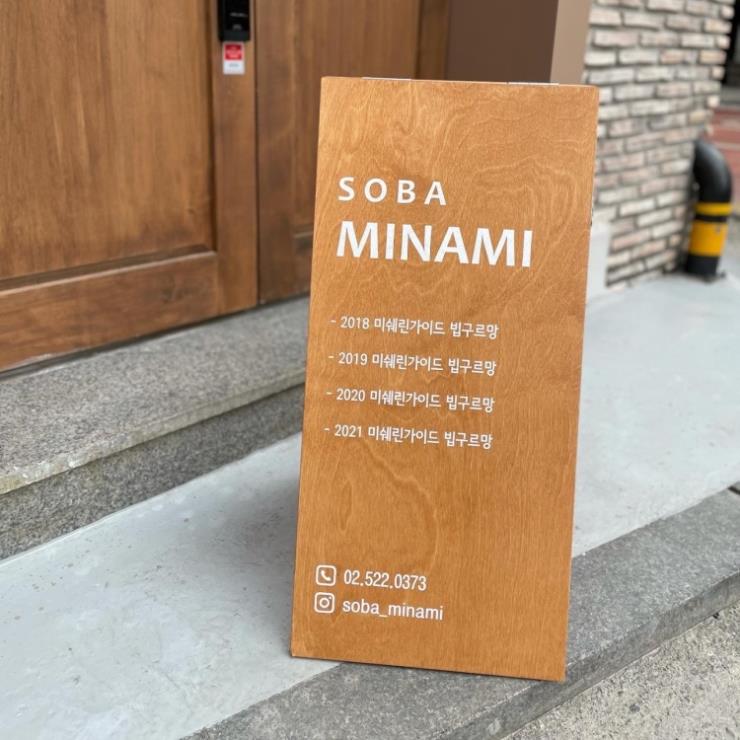 SOBA
MINAMI
- 2018 미쉐린가이드 빕구르망
- 2019 미쉐린가이드 빕구르망
- 2020 미쉐린가이드 빕구르망
- 2021 미쉐린가이드 빕구르망
02.522.0373
soba_minami